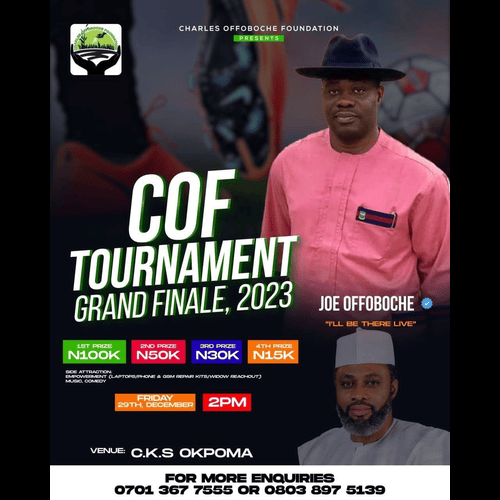 CHARLES OFFOBOCHE FOUNDATION
PRESENTS
COF
TOURNAMENT
GRAND FINALE, 2023
JOE OFFOBOCHE
"I'LL BE THERE LIVE"
1ST PRIZE
N100K
2ND PRIZE
N50K
3RD PRIZE
N30K
4TH PRIZE
N15K
SIDE ATTRACTION:
EMPOWERMENT (LAPTOPS/PHONE & GSM REPAIR KITS/WIDOW REACHOUT)
MUSIC, COMEDY
FRIDAY
29TH, DECEMBER
2PM
VENUE: C.K.S OKPOMA
FOR MORE ENQUIRIES
0701 367 7555 OR 0803 897 5139